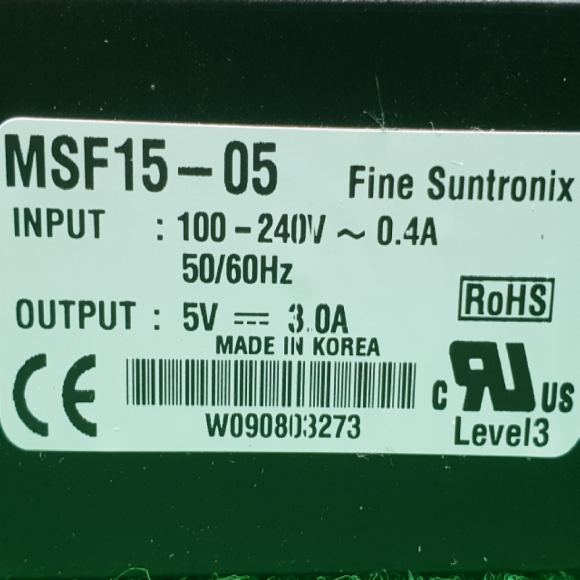 MSF15-05 Fine Suntronix
INPUT : 100-240V ~ 0.4A
50/60Hz
OUTPUT : 5V ⎓ 3.0A
RoHS
MADE IN KOREA
CE
W090803273
c RU US
Level3